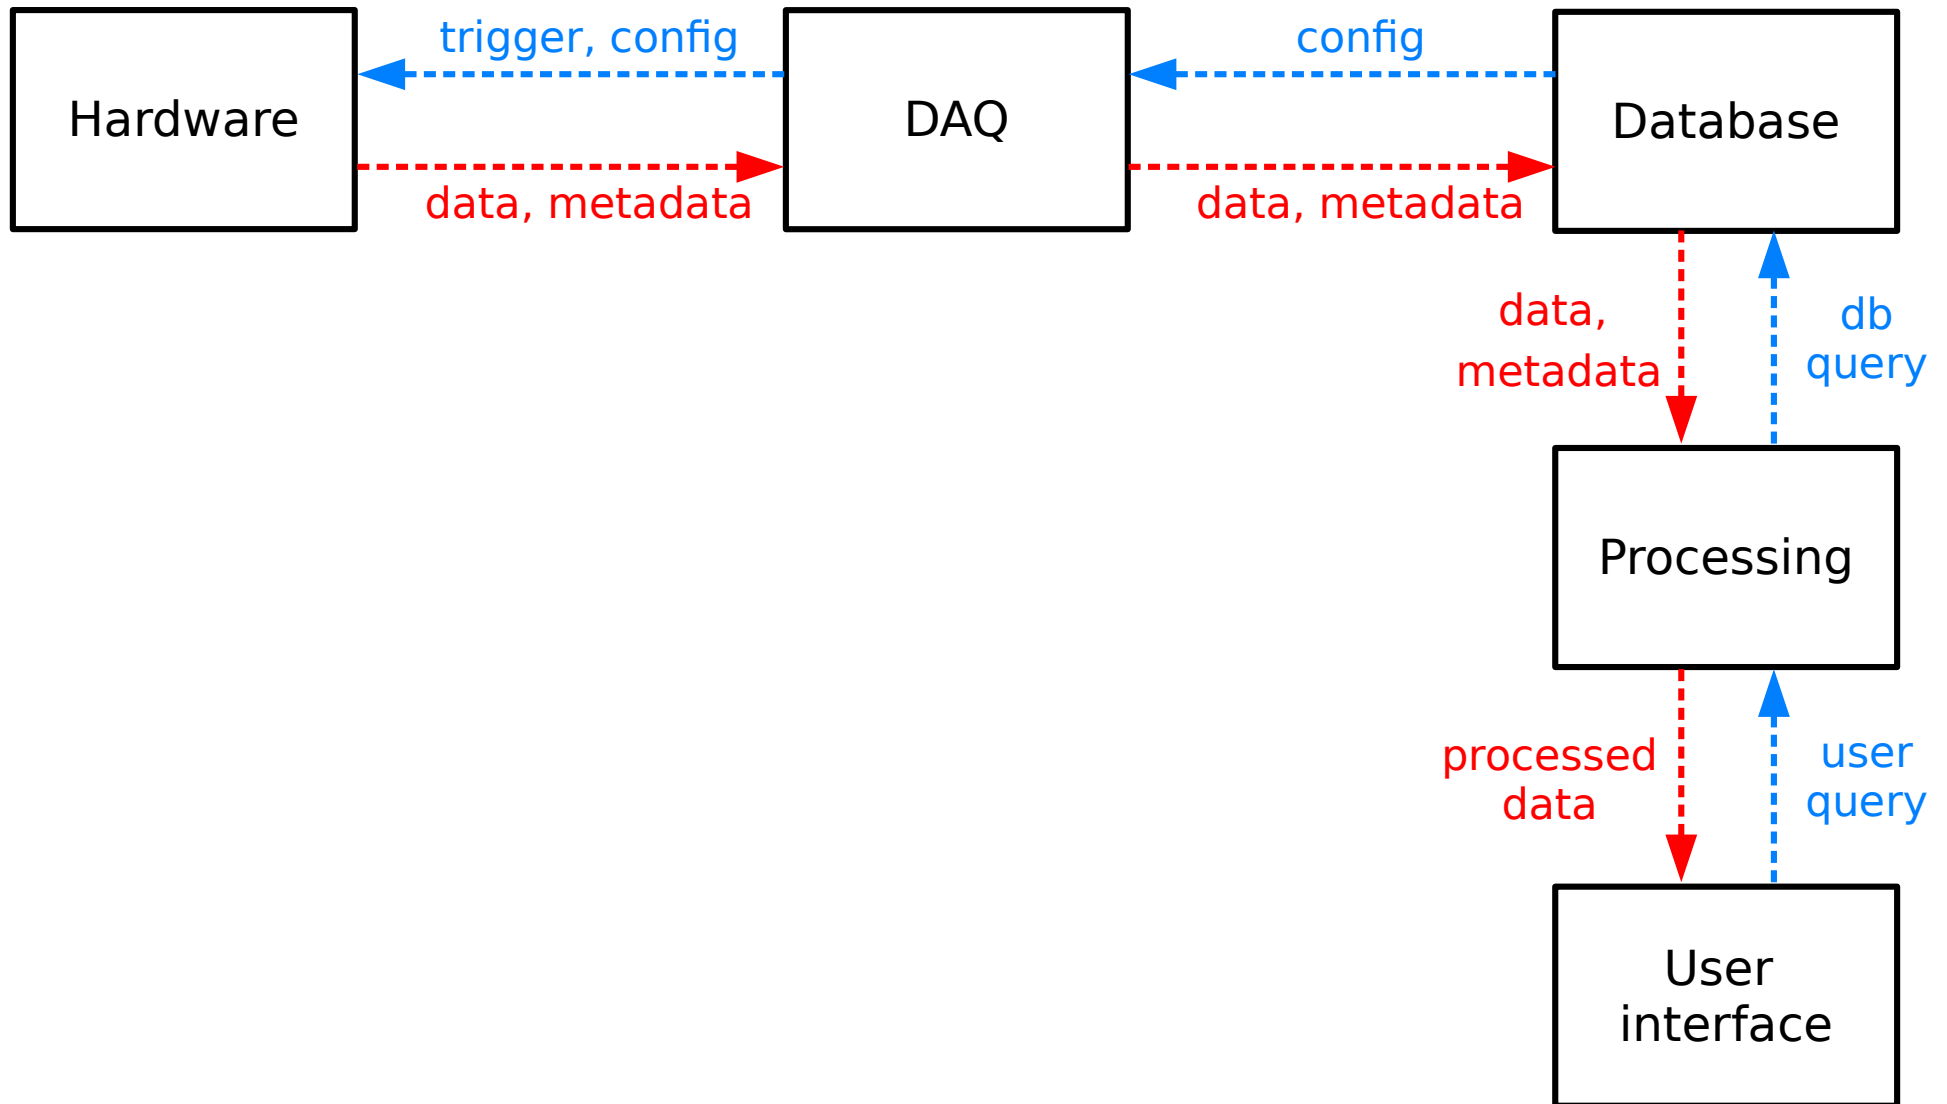 trigger, config
config
Hardware
DAQ
Database
data, metadata
data, metadata
data,
metadata
db
query
Processing
processed
data
user
query
User
interface